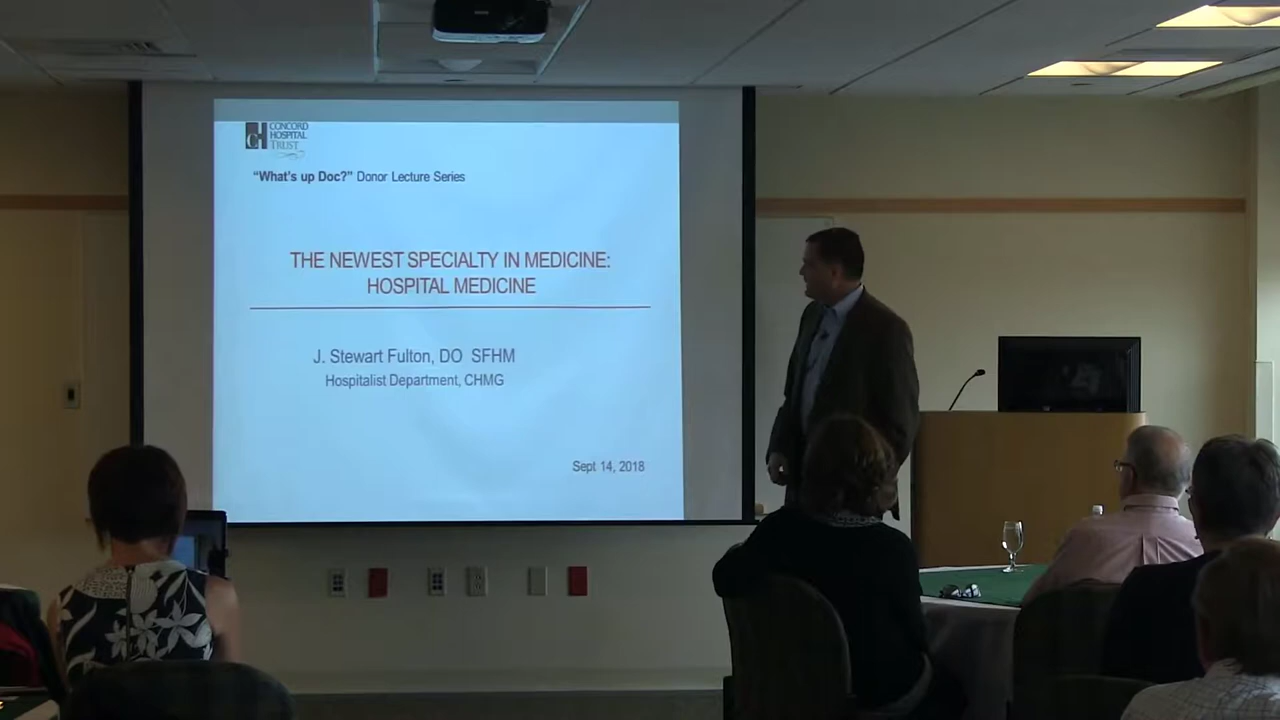 CONCORD
HOSPITAL
TRUST
"What's up Doc?" Donor Lecture Series
THE NEWEST SPECIALTY IN MEDICINE:
HOSPITAL MEDICINE
J. Stewart Fulton, DO SFHM
Hospitalist Department, CHMG
Sept 14, 2018